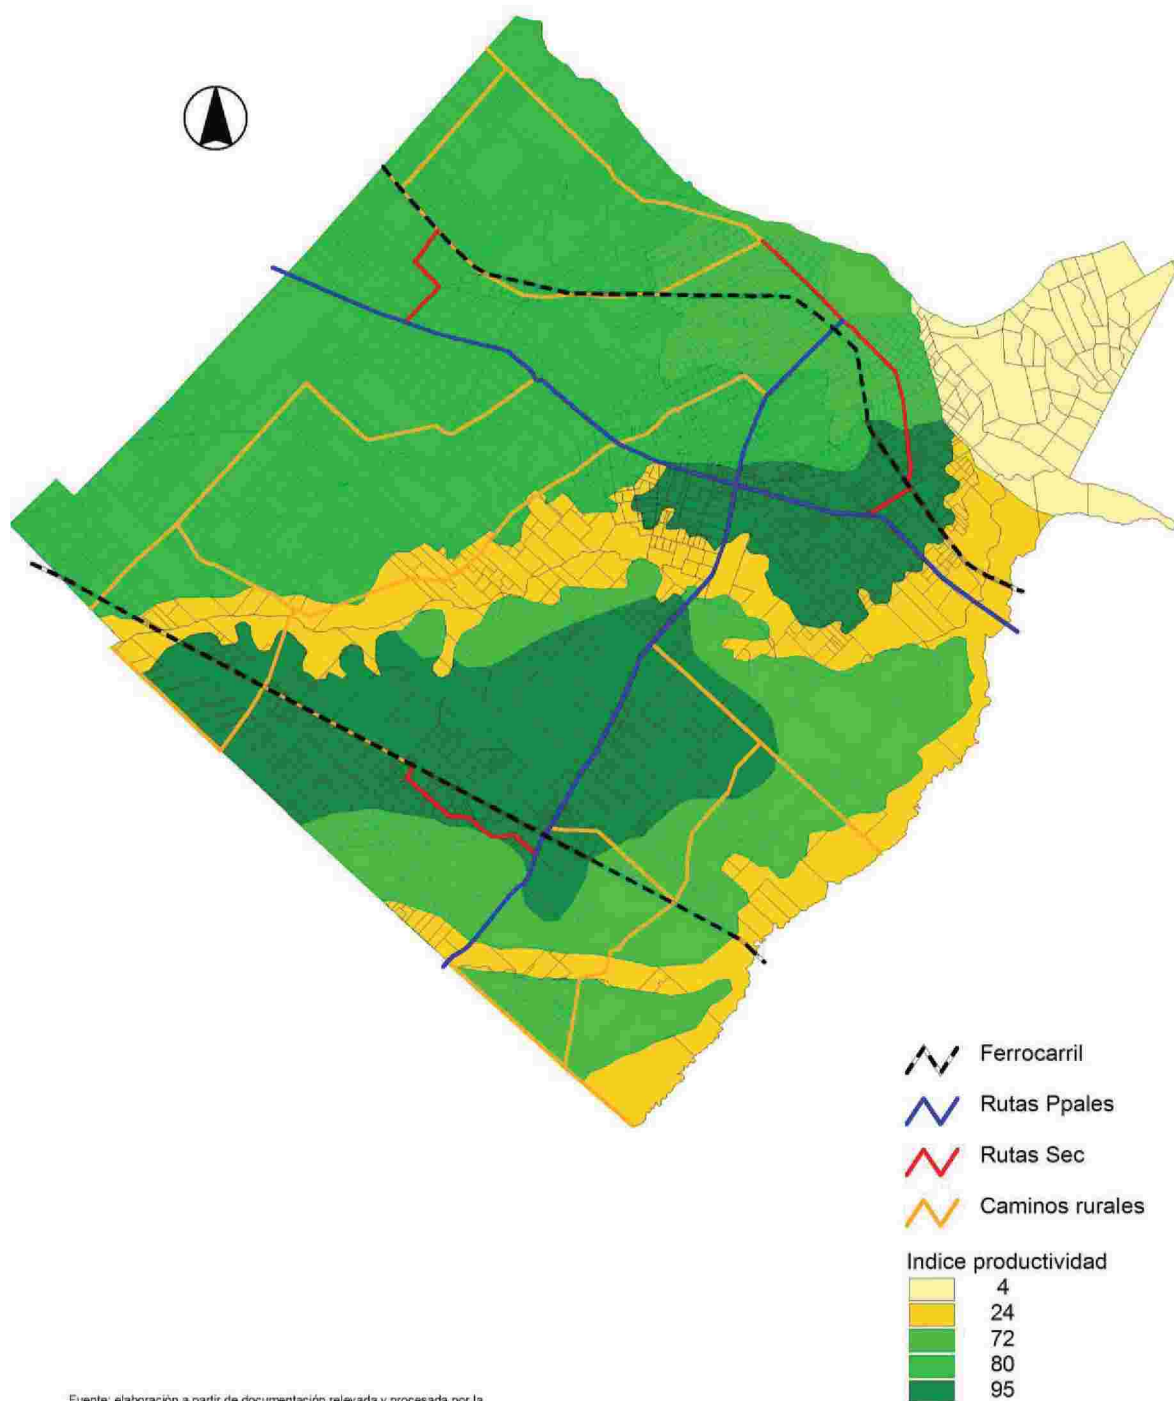 Ferrocarril
Rutas Ppales
Rutas Sec
Caminos rurales
Indice productividad
4
24
72
80
95
Fuente: elaboración a partir de documentación relevada y procesada por la